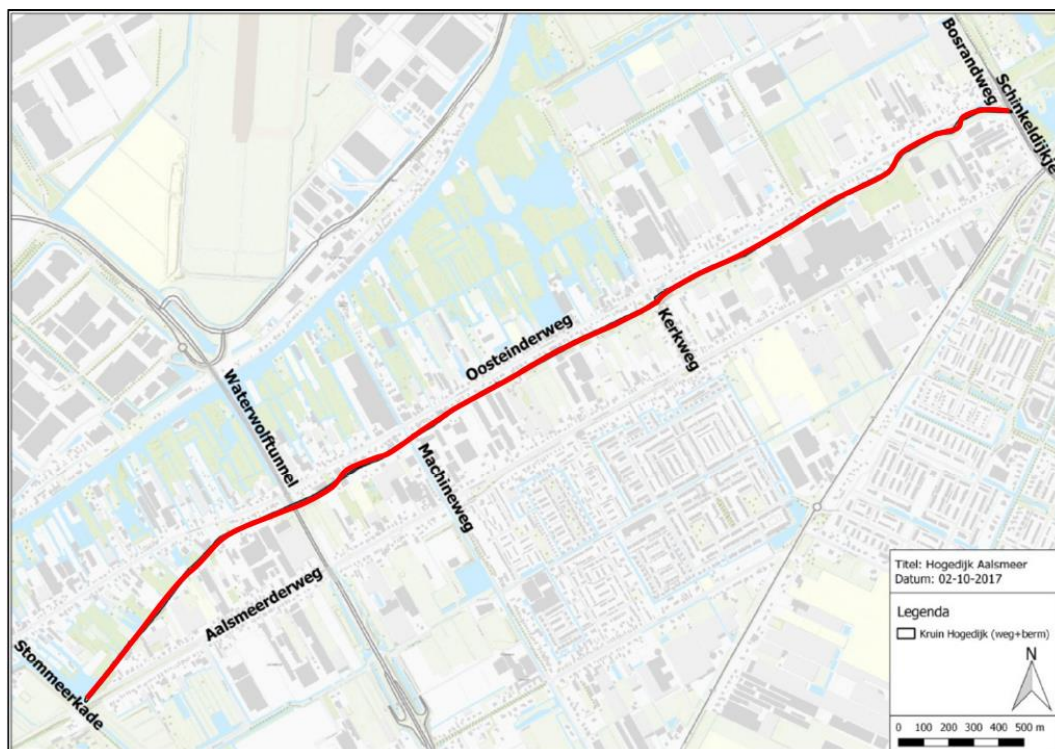 Bosrandweg
Schinkeldijkje
Oosteinderweg
Kerkweg
Waterwolftunnel
Machineweg
Aalsmeerderweg
Stommeerkade
Titel: Hogedijk Aalsmeer
Datum: 02-10-2017
Legenda
Kruin Hogedijk (weg+berm)
N
0 100 200 300 400 500 m